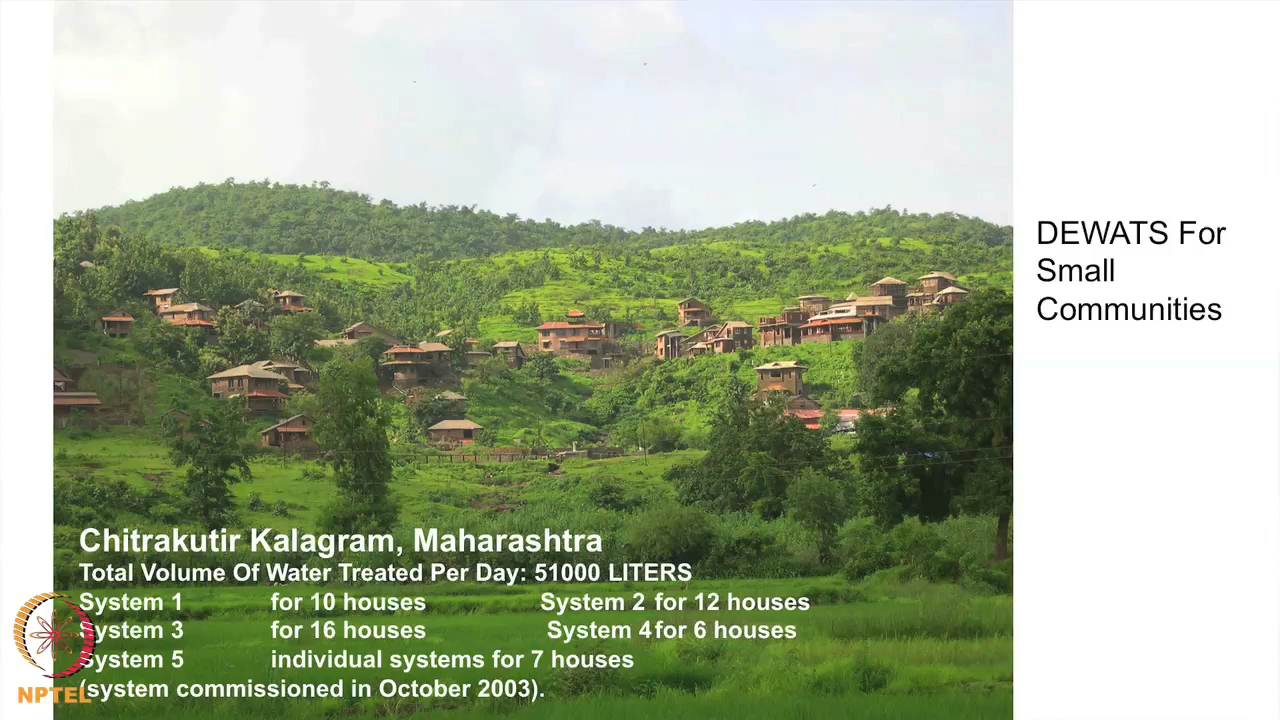 DEWATS For
Small
Communities
Chitrakutir Kalagram, Maharashtra
Total Volume Of Water Treated Per Day: 51000 LITERS
System 1 for 10 houses System 2 for 12 houses
System 3 for 16 houses System 4 for 6 houses
System 5 individual systems for 7 houses
(system commissioned in October 2003).
NPTEL